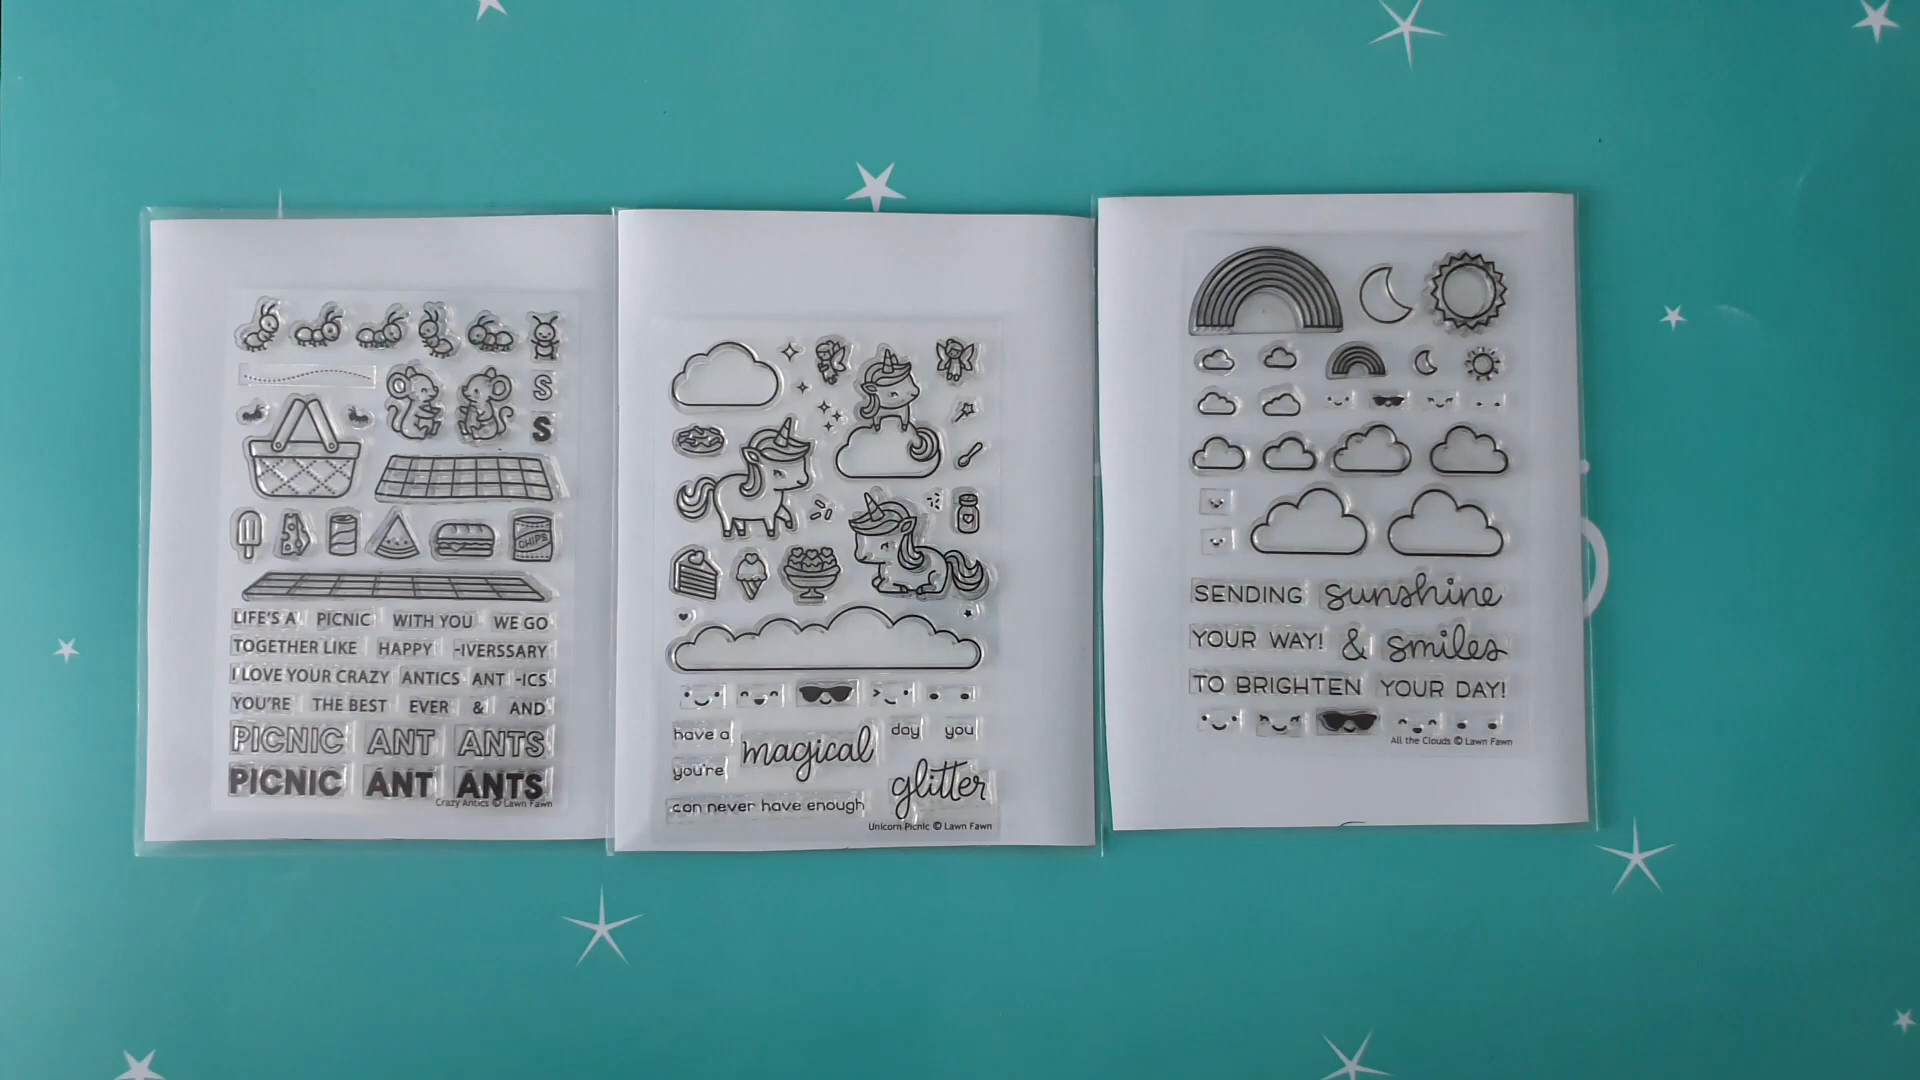 S
S
CHIPS
LIFE'S A PICNIC WITH YOU WE GO
TOGETHER LIKE HAPPY -IVERSSARY
I LOVE YOUR CRAZY ANTICS ANT -ICS
YOU'RE THE BEST EVER & AND
PICNIC ANT ANTS
PICNIC ANT ANTS
Crazy Antics © Lawn Fawn
have a magical day you
you're glitter
can never have enough
Unicorn Picnic © Lawn Fawn
SENDING sunshine
YOUR WAY! & smiles
TO BRIGHTEN YOUR DAY!
All the Clouds © Lawn Fawn